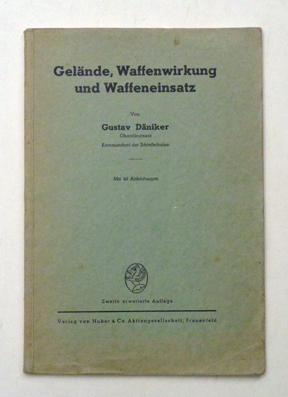 Gelände, Waffenwirkung
und Waffeneinsatz
Von
Gustav Däniker
Oberstleutnant
Kommandant der Schießschulen
Mit 40 Abbildungen
Zweite erweiterte Auflage
Verlag von Huber & Co. Aktiengesellschaft, Frauenfeld